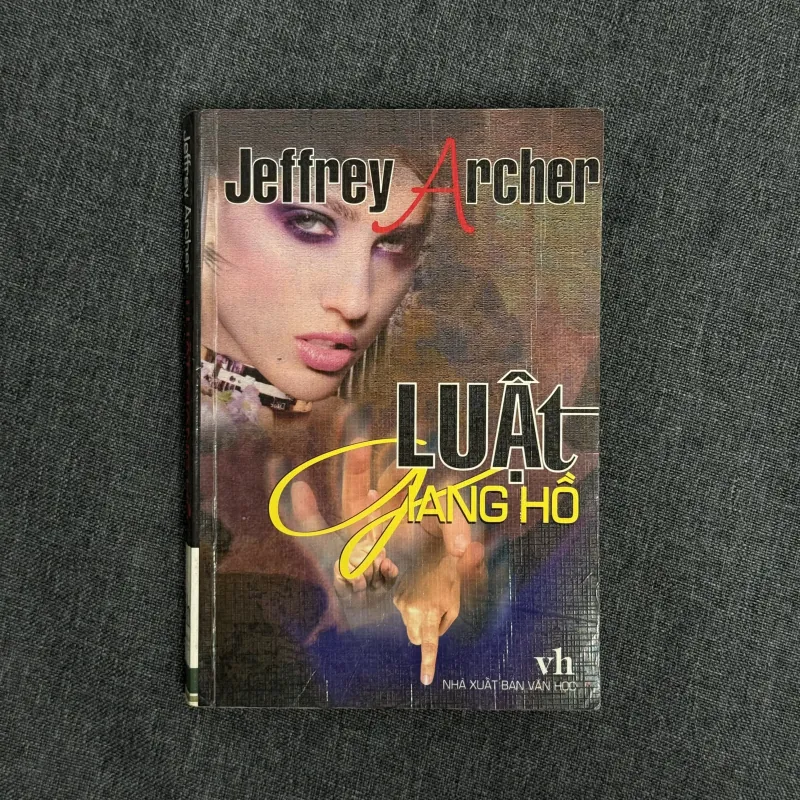 Jeffrey Archer
LUẬt
GIANG HỒ
vh
NHÀ XUẤT BẢN VĂN HỌC
Jeffrey Archer